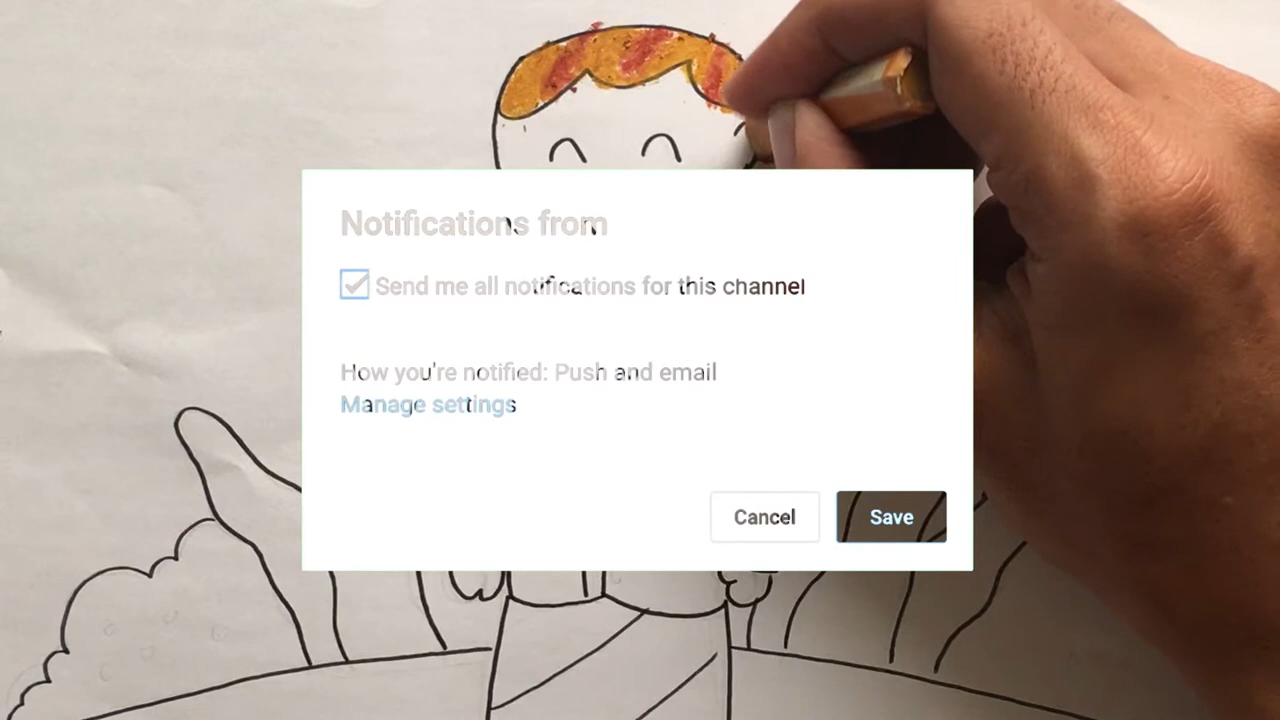 Notifications from
Send me all notifications for this channel
How you're notified: Push and email
Manage settings
Cancel
Save